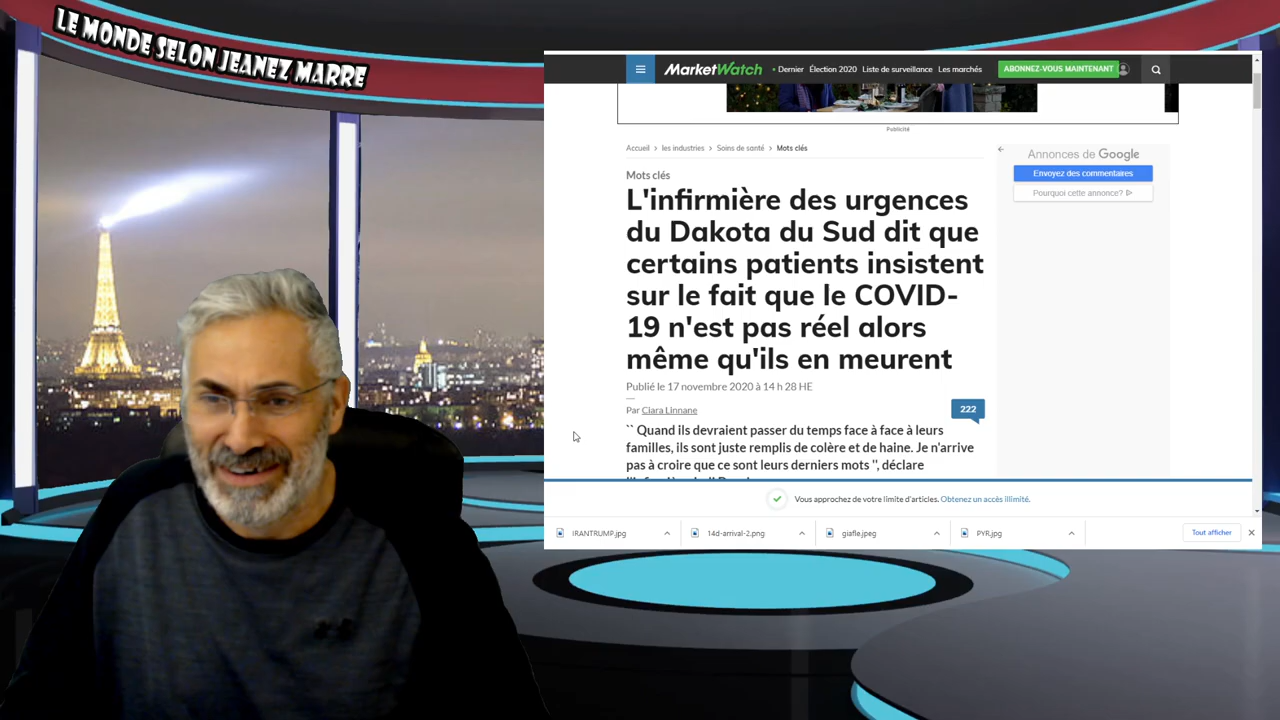 LE MONDE SELON JEANEZ MARRE
MarketWatch
Dernier Élection 2020 Liste de surveillance Les marchés
ABONNEZ-VOUS MAINTENANT
Publicité
Accueil > les industries > Soins de santé > Mots clés
Mots clés
L'infirmière des urgences
du Dakota du Sud dit que
certains patients insistent
sur le fait que le COVID-
19 n'est pas réel alors
même qu'ils en meurent
Publié le 17 novembre 2020 à 14 h 28 HE
Par Ciara Linnane
222
`` Quand ils devraient passer du temps face à face à leurs
familles, ils sont juste remplis de colère et de haine. Je n'arrive
pas à croire que ce sont leurs derniers mots '', déclare
Annonces de Google
Envoyez des commentaires
Pourquoi cette annonce?
Vous approchez de votre limite d'articles. Obtenez un accès illimité.
IRANTRUMP.jpg
14d-arrival-2.png
giafle.jpeg
PYR.jpg
Tout afficher